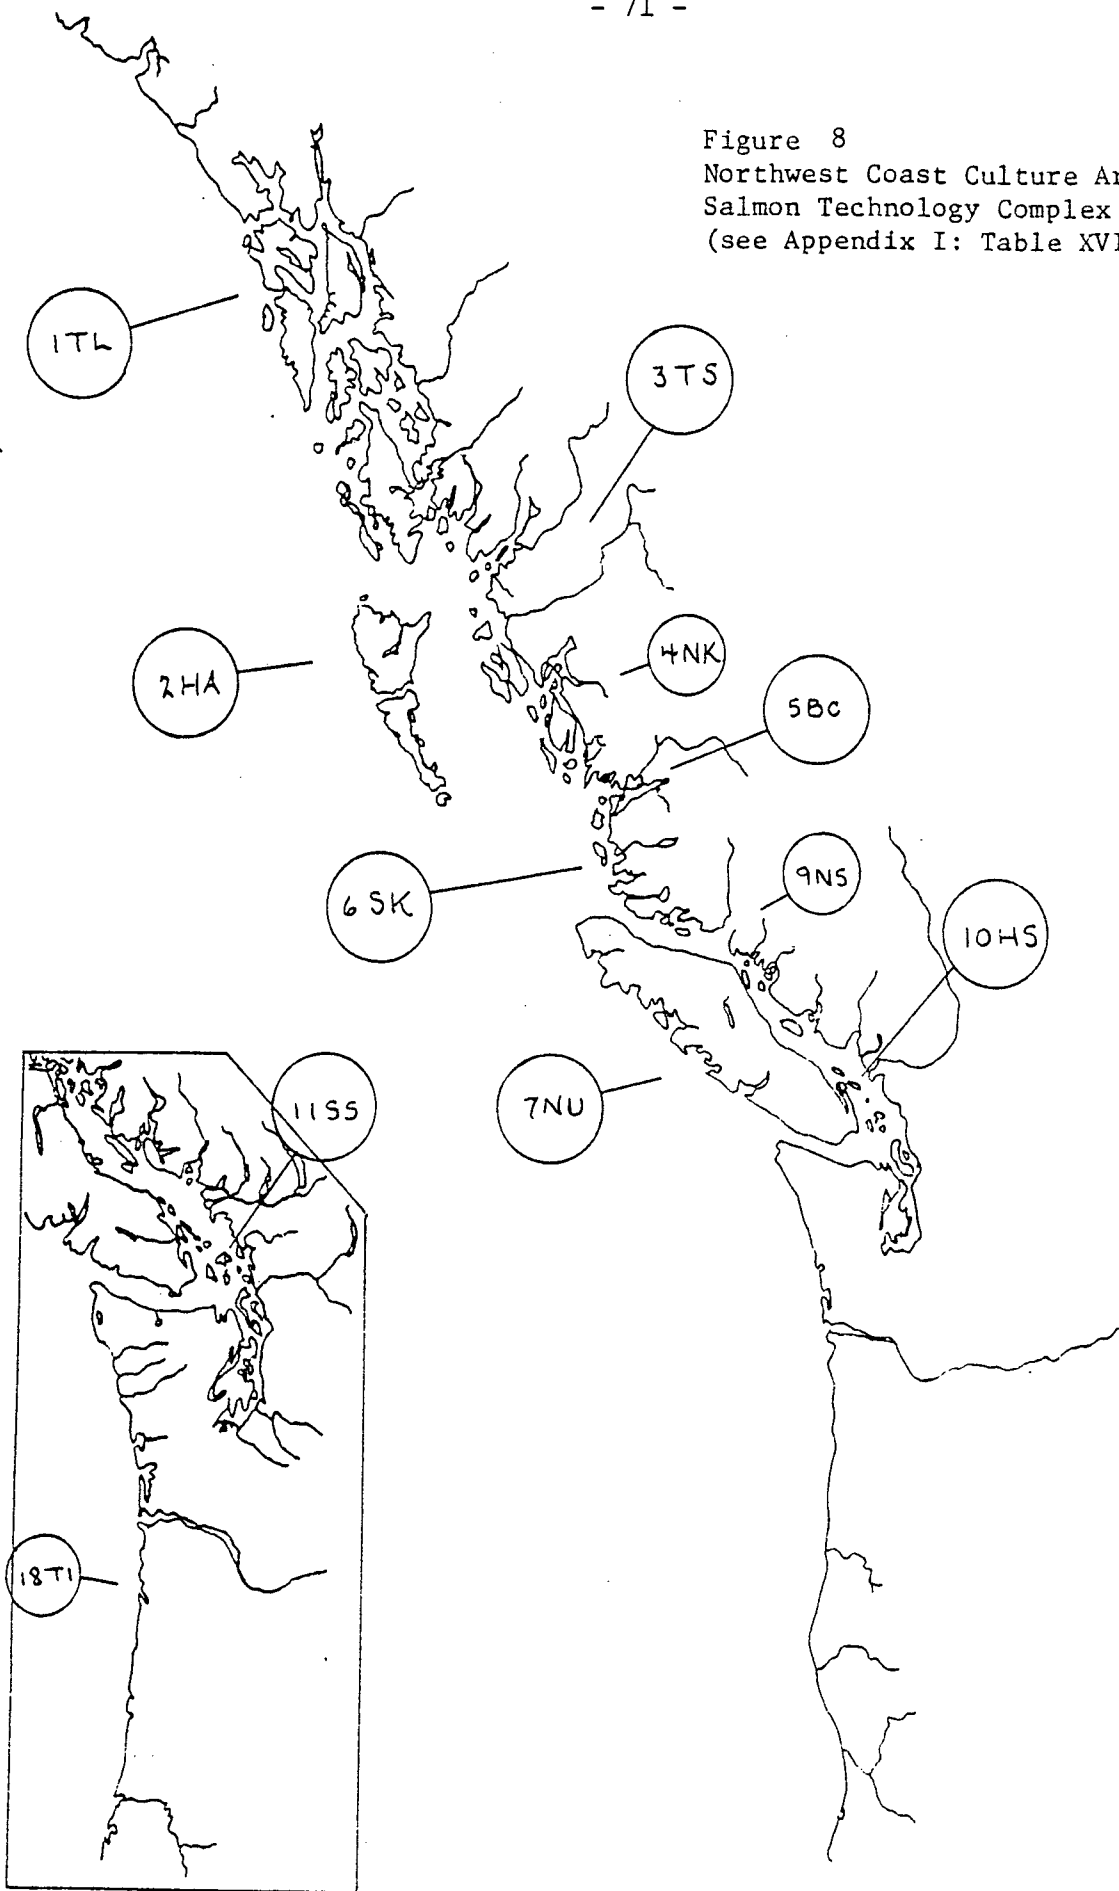 - 71 -
Figure 8
Northwest Coast Culture Ar
Salmon Technology Complex
(see Appendix I: Table XVI
1TL
3TS
2HA
4NK
5BC
6SK
9NS
10HS
7NU
11SS
18TI